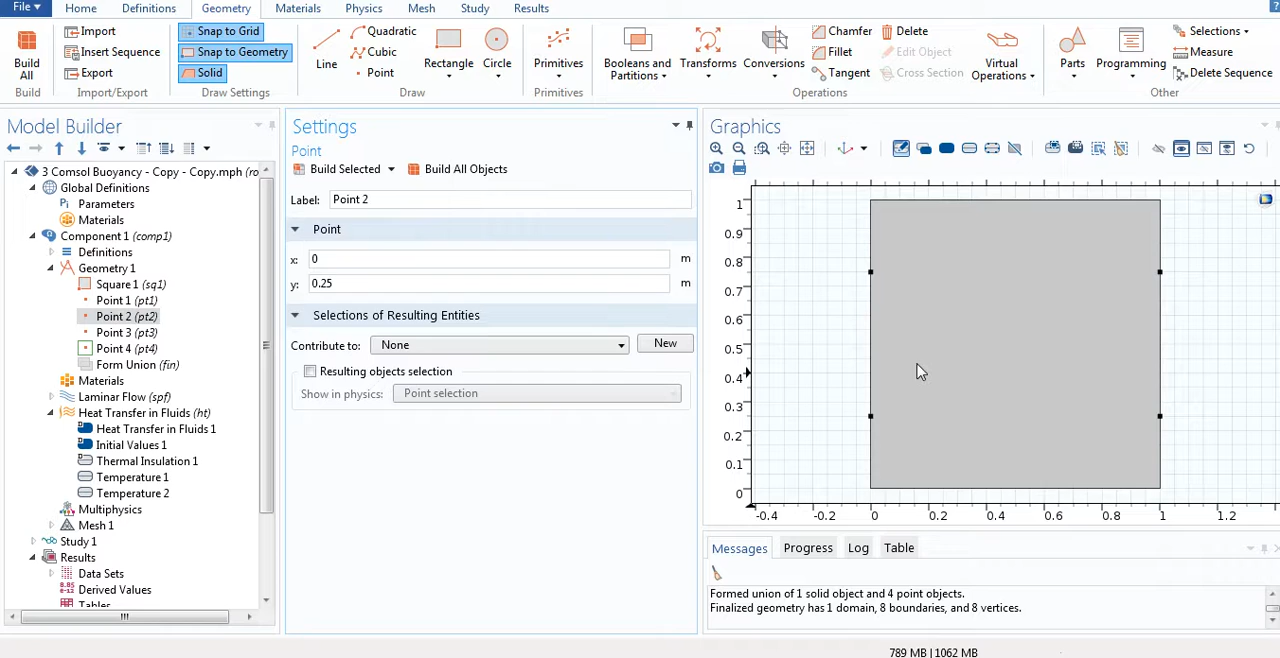 File Home Definitions Geometry Materials Physics Mesh Study Results
Build All
Build
Import
Insert Sequence
Export
Import/Export
Snap to Grid
Snap to Geometry
Solid
Draw Settings
Line
Quadratic
Cubic
Point
Rectangle
Circle
Draw
Primitives
Primitives
Booleans and Partitions
Transforms
Conversions
Chamfer
Fillet
Tangent
Delete
Edit Object
Cross Section
Virtual Operations
Operations
Parts
Programming
Selections
Measure
Delete Sequence
Other
Model Builder
3 Comsol Buoyancy - Copy - Copy.mph (ro
Global Definitions
Parameters
Materials
Component 1 (comp1)
Definitions
Geometry 1
Square 1 (sq1)
Point 1 (pt1)
Point 2 (pt2)
Point 3 (pt3)
Point 4 (pt4)
Form Union (fin)
Materials
Laminar Flow (spf)
Heat Transfer in Fluids (ht)
Heat Transfer in Fluids 1
Initial Values 1
Thermal Insulation 1
Temperature 1
Temperature 2
Multiphysics
Mesh 1
Study 1
Results
Data Sets
Derived Values
Tables
Settings
Point
Build Selected Build All Objects
Label: Point 2
Point
x: 0 m
y: 0.25 m
Selections of Resulting Entities
Contribute to: None New
Resulting objects selection
Show in physics: Point selection
Graphics
1
0.9
0.8
0.7
0.6
0.5
0.4
0.3
0.2
0.1
0
-0.4 -0.2 0 0.2 0.4 0.6 0.8 1 1.2
Messages Progress Log Table
Formed union of 1 solid object and 4 point objects.
Finalized geometry has 1 domain, 8 boundaries, and 8 vertices.
789 MB | 1062 MB